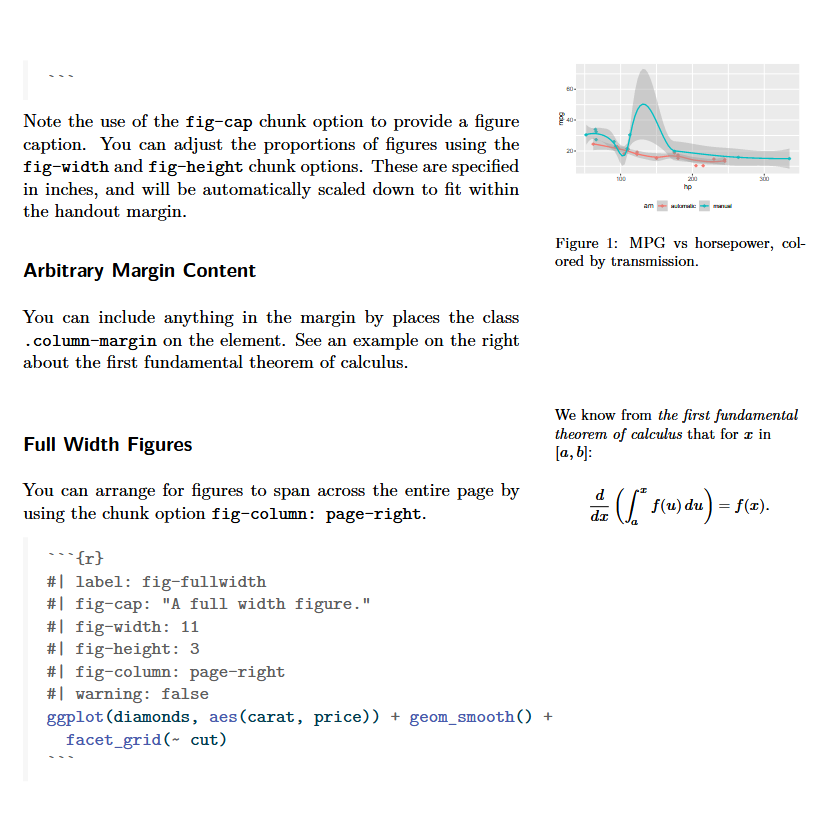 ```
Note the use of the fig-cap chunk option to provide a figure
caption. You can adjust the proportions of figures using the
fig-width and fig-height chunk options. These are specified
in inches, and will be automatically scaled down to fit within
the handout margin.
60
40
20
mpg
100
200
300
hp
am
automatic
manual
Figure 1: MPG vs horsepower, col-
ored by transmission.
Arbitrary Margin Content
You can include anything in the margin by places the class
.column-margin on the element. See an example on the right
about the first fundamental theorem of calculus.
We know from the first fundamental
theorem of calculus that for x in
[a, b]:
d/dx (∫_a^x f(u) du) = f(x).
Full Width Figures
You can arrange for figures to span across the entire page by
using the chunk option fig-column: page-right.
```{r}
#| label: fig-fullwidth
#| fig-cap: "A full width figure."
#| fig-width: 11
#| fig-height: 3
#| fig-column: page-right
#| warning: false
ggplot(diamonds, aes(carat, price)) + geom_smooth() +
  facet_grid(~ cut)
```